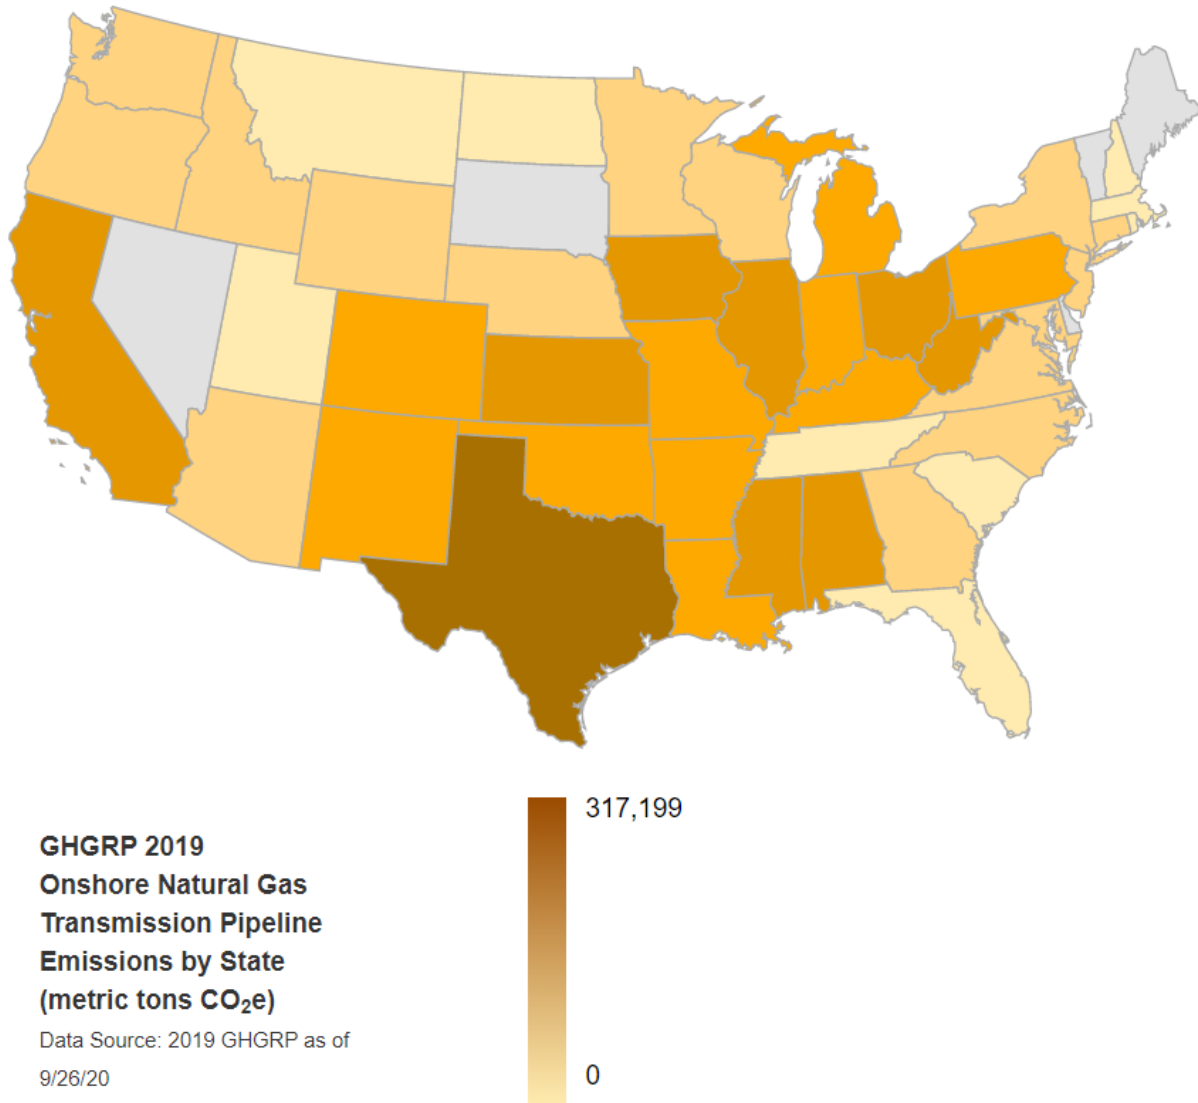 317,199
GHGRP 2019
Onshore Natural Gas
Transmission Pipeline
Emissions by State
(metric tons CO₂e)
Data Source: 2019 GHGRP as of
9/26/20
0